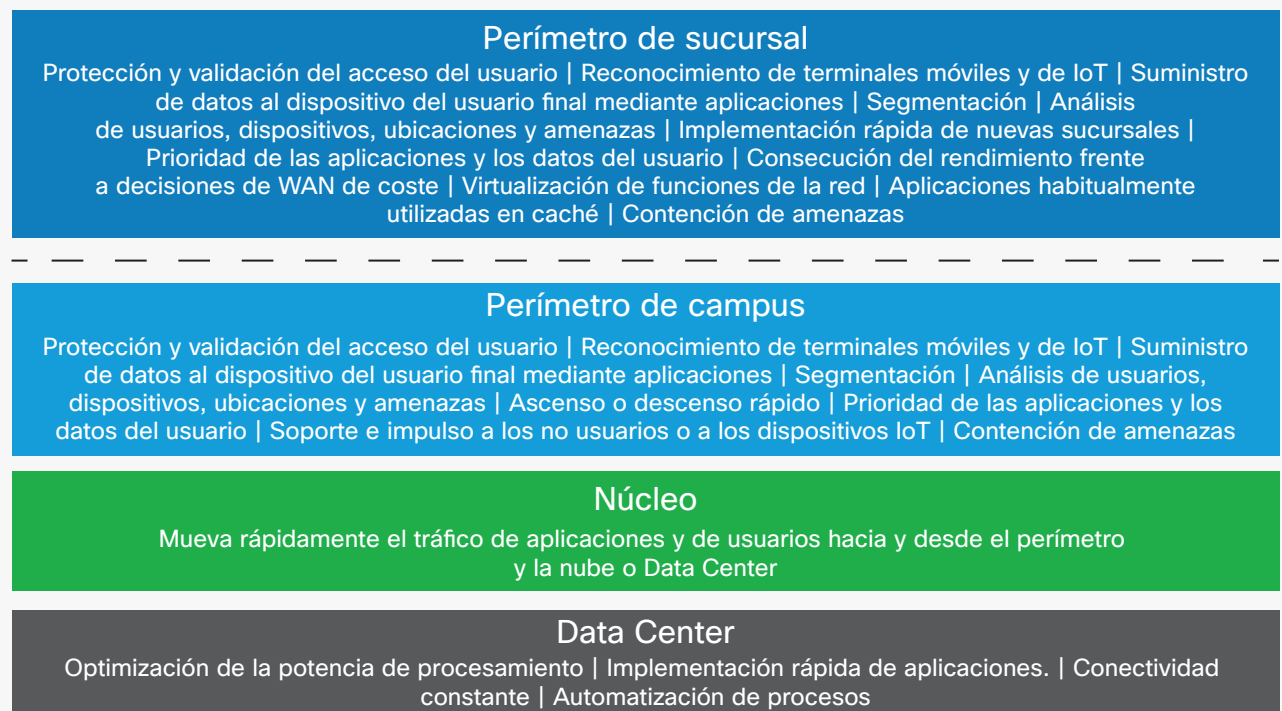 Perímetro de sucursal
Protección y validación del acceso del usuario | Reconocimiento de terminales móviles y de IoT | Suministro
de datos al dispositivo del usuario final mediante aplicaciones | Segmentación | Análisis
de usuarios, dispositivos, ubicaciones y amenazas | Implementación rápida de nuevas sucursales |
Prioridad de las aplicaciones y los datos del usuario | Consecución del rendimiento frente
a decisiones de WAN de coste | Virtualización de funciones de la red | Aplicaciones habitualmente
utilizadas en caché | Contención de amenazas
Perímetro de campus
Protección y validación del acceso del usuario | Reconocimiento de terminales móviles y de IoT | Suministro
de datos al dispositivo del usuario final mediante aplicaciones | Segmentación | Análisis de usuarios,
dispositivos, ubicaciones y amenazas | Ascenso o descenso rápido | Prioridad de las aplicaciones y los
datos del usuario | Soporte e impulso a los no usuarios o a los dispositivos IoT | Contención de amenazas
Núcleo
Mueva rápidamente el tráfico de aplicaciones y de usuarios hacia y desde el perímetro
y la nube o Data Center
Data Center
Optimización de la potencia de procesamiento | Implementación rápida de aplicaciones. | Conectividad
constante | Automatización de procesos